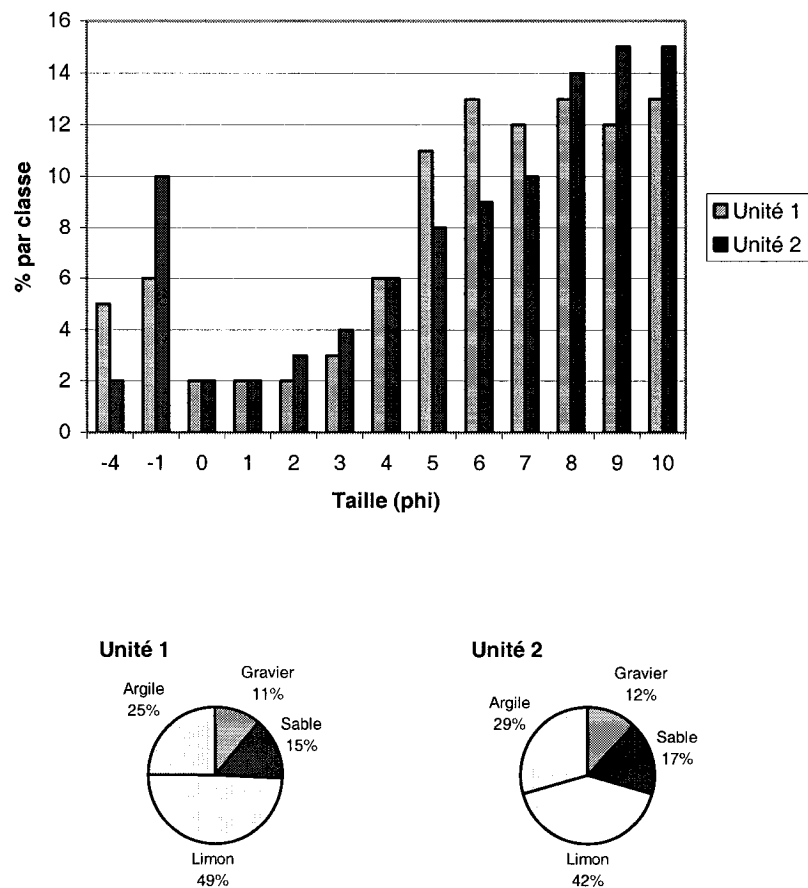 16
14
12
10
8
6
4
2
0
% par classe
-4 -1 0 1 2 3 4 5 6 7 8 9 10
Taille (phi)
Unité 1
Unité 2
Unité 1
Gravier
11%
Sable
15%
Limon
49%
Argile
25%
Unité 2
Gravier
12%
Sable
17%
Limon
42%
Argile
29%